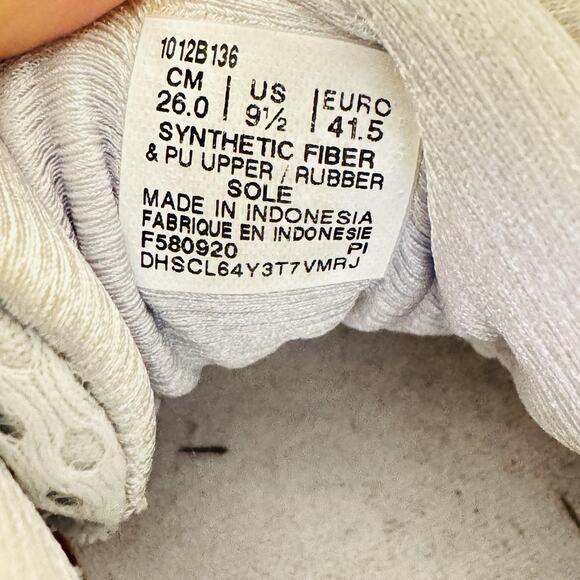 1012B136
CM | US | EURO
26.0 | 9½ | 41.5
SYNTHETIC FIBER
& PU UPPER / RUBBER
SOLE
MADE IN INDONESIA
FABRIQUE EN INDONESIE
F580920 PI
DHSCL64Y3T7VMRJ